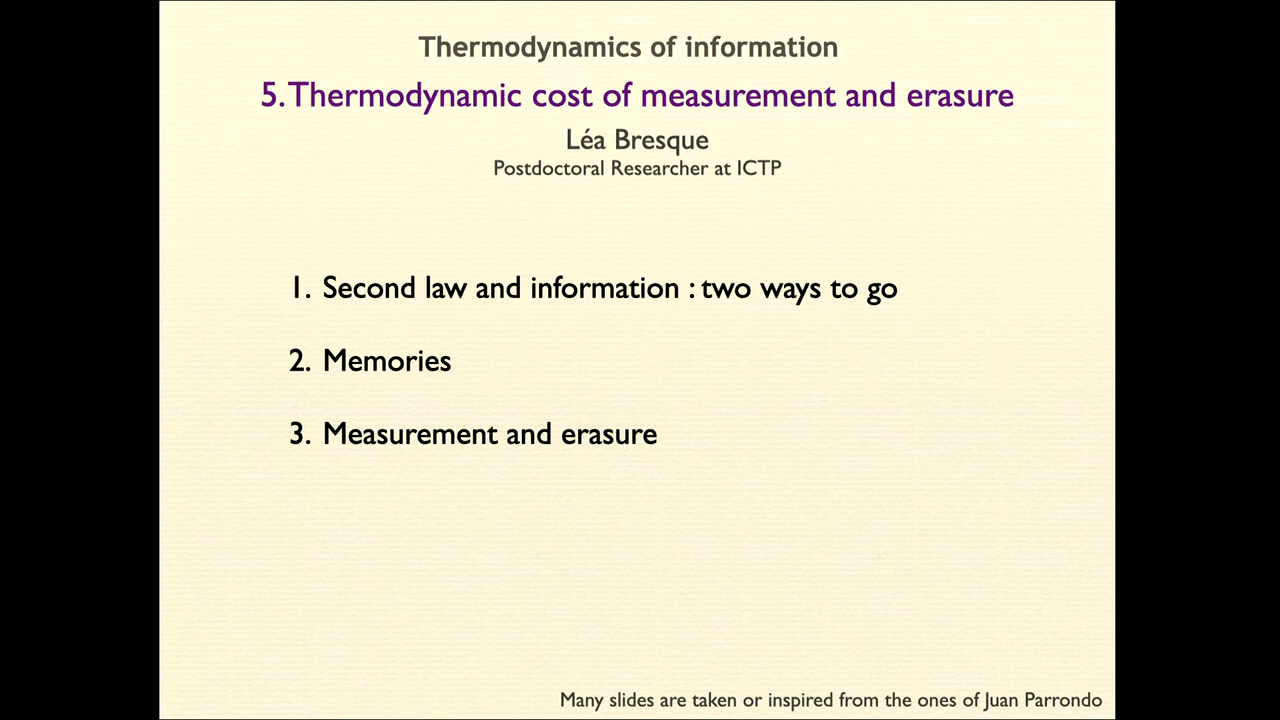 Thermodynamics of information
5. Thermodynamic cost of measurement and erasure
Léa Bresque
Postdoctoral Researcher at ICTP
1. Second law and information : two ways to go
2. Memories
3. Measurement and erasure
Many slides are taken or inspired from the ones of Juan Parrondo